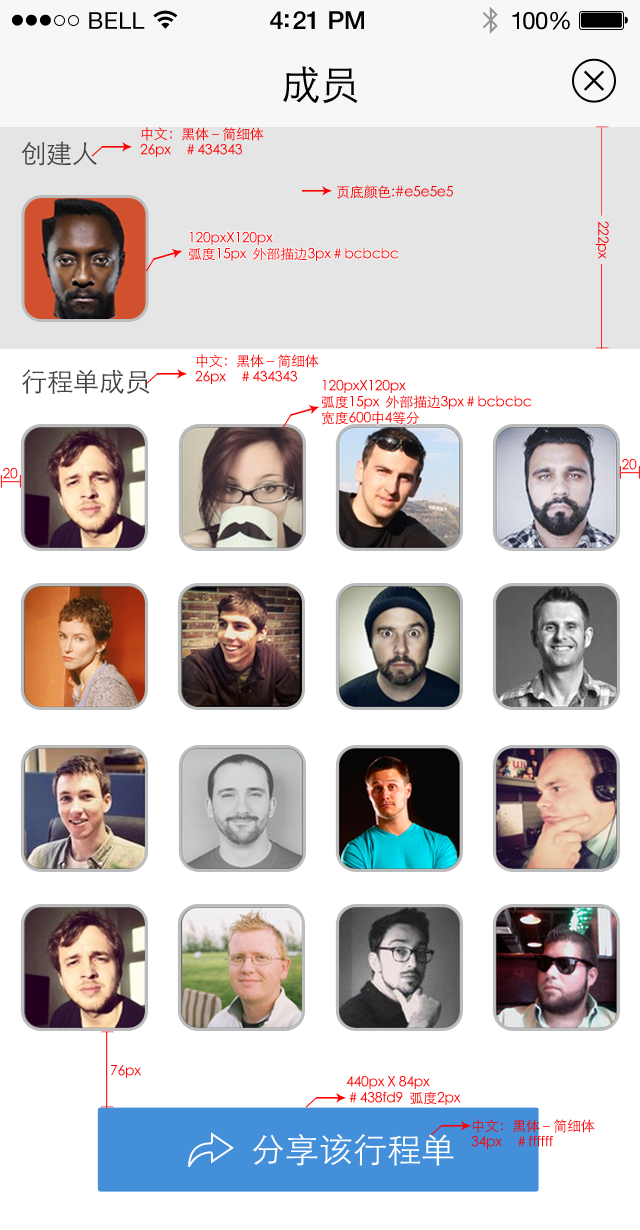 BELL 4:21 PM 100%
成员
创建人
中文：黑体 – 简细体
26px # 434343
页底颜色:#e5e5e5
120pxX120px
弧度15px 外部描边3px # bcbcbc
222px
行程单成员
中文：黑体 – 简细体
26px # 434343
120pxX120px
弧度15px 外部描边3px # bcbcbc
宽度600中4等分
20
20
76px
440px X 84px
# 438fd9 弧度2px
分享该行程单
中文：黑体 – 简细体
34px # ffffff